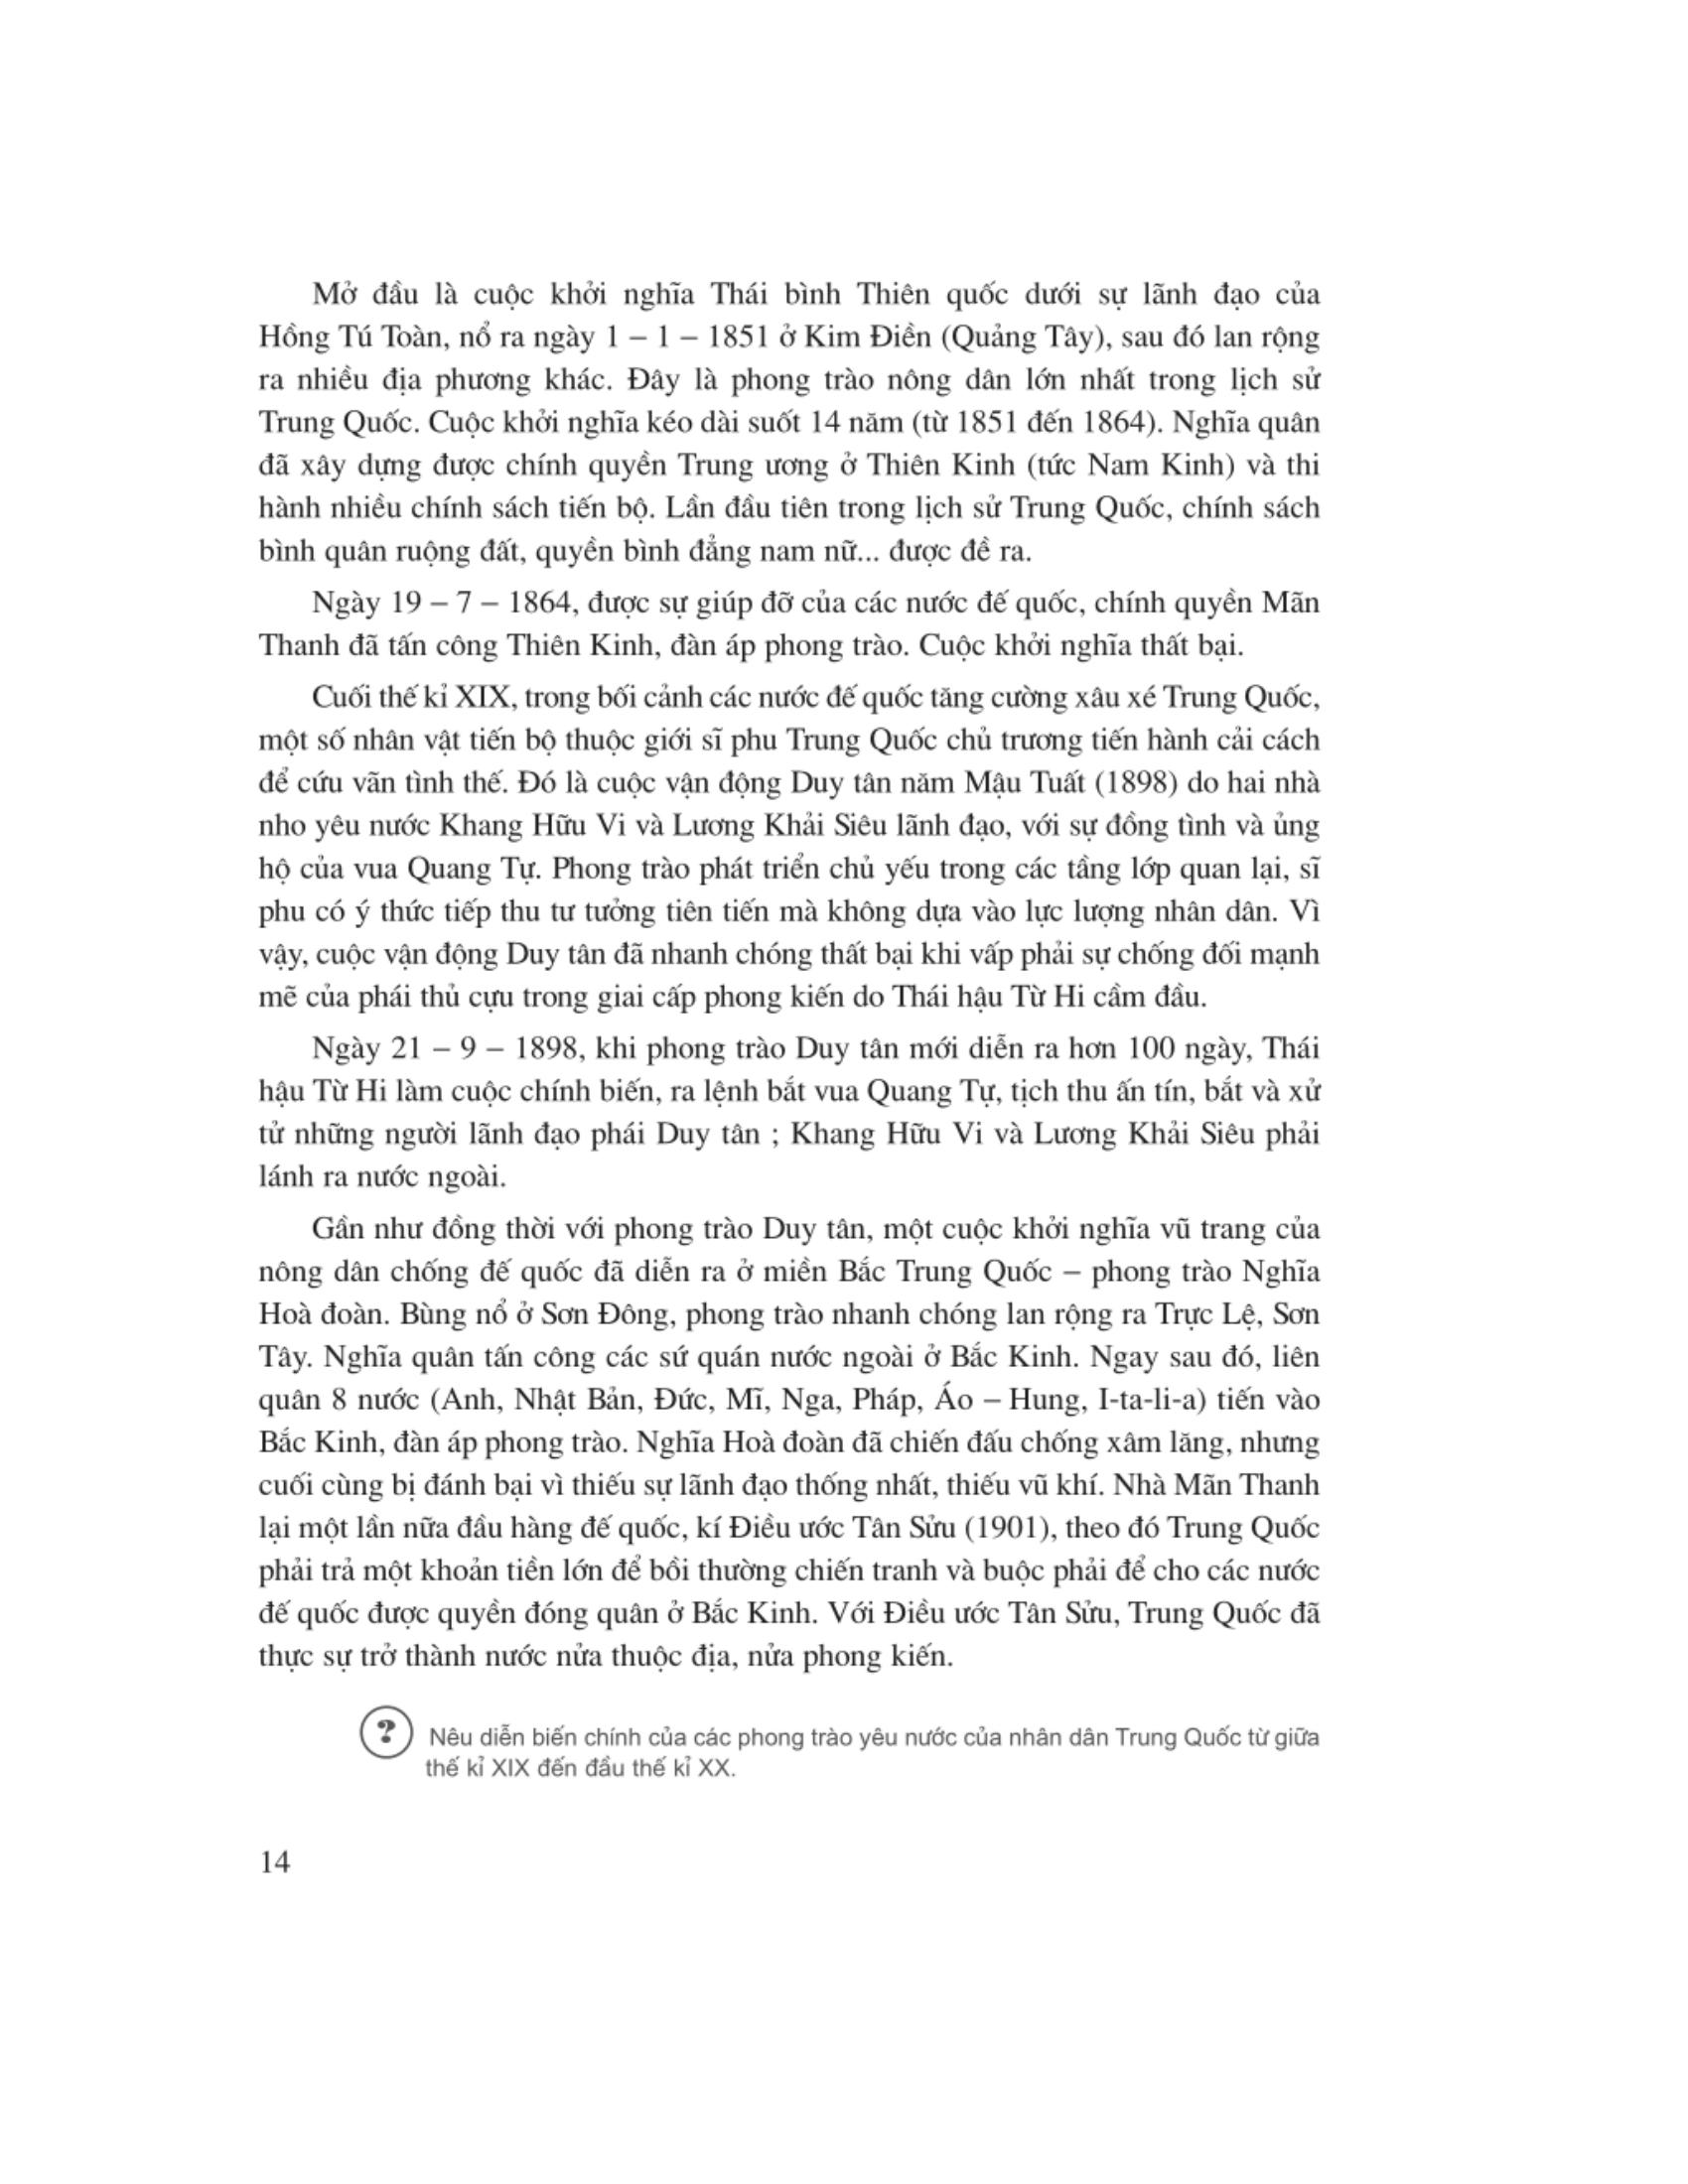 Mở đầu là cuộc khởi nghĩa Thái bình Thiên quốc dưới sự lãnh đạo của
Hồng Tú Toàn, nổ ra ngày 1 – 1 – 1851 ở Kim Điền (Quảng Tây), sau đó lan rộng
ra nhiều địa phương khác. Đây là phong trào nông dân lớn nhất trong lịch sử
Trung Quốc. Cuộc khởi nghĩa kéo dài suốt 14 năm (từ 1851 đến 1864). Nghĩa quân
đã xây dựng được chính quyền Trung ương ở Thiên Kinh (tức Nam Kinh) và thi
hành nhiều chính sách tiến bộ. Lần đầu tiên trong lịch sử Trung Quốc, chính sách
bình quân ruộng đất, quyền bình đẳng nam nữ... được đề ra.
Ngày 19 – 7 – 1864, được sự giúp đỡ của các nước đế quốc, chính quyền Mãn
Thanh đã tấn công Thiên Kinh, đàn áp phong trào. Cuộc khởi nghĩa thất bại.
Cuối thế kỉ XIX, trong bối cảnh các nước đế quốc tăng cường xâu xé Trung Quốc,
một số nhân vật tiến bộ thuộc giới sĩ phu Trung Quốc chủ trương tiến hành cải cách
để cứu vãn tình thế. Đó là cuộc vận động Duy tân năm Mậu Tuất (1898) do hai nhà
nho yêu nước Khang Hữu Vi và Lương Khải Siêu lãnh đạo, với sự đồng tình và ủng
hộ của vua Quang Tự. Phong trào phát triển chủ yếu trong các tầng lớp quan lại, sĩ
phu có ý thức tiếp thu tư tưởng tiên tiến mà không dựa vào lực lượng nhân dân. Vì
vậy, cuộc vận động Duy tân đã nhanh chóng thất bại khi vấp phải sự chống đối mạnh
mẽ của phái thủ cựu trong giai cấp phong kiến do Thái hậu Từ Hi cầm đầu.
Ngày 21 – 9 – 1898, khi phong trào Duy tân mới diễn ra hơn 100 ngày, Thái
hậu Từ Hi làm cuộc chính biến, ra lệnh bắt vua Quang Tự, tịch thu ấn tín, bắt và xử
tử những người lãnh đạo phái Duy tân ; Khang Hữu Vi và Lương Khải Siêu phải
lánh ra nước ngoài.
Gần như đồng thời với phong trào Duy tân, một cuộc khởi nghĩa vũ trang của
nông dân chống đế quốc đã diễn ra ở miền Bắc Trung Quốc – phong trào Nghĩa
Hoà đoàn. Bùng nổ ở Sơn Đông, phong trào nhanh chóng lan rộng ra Trực Lệ, Sơn
Tây. Nghĩa quân tấn công các sứ quán nước ngoài ở Bắc Kinh. Ngay sau đó, liên
quân 8 nước (Anh, Nhật Bản, Đức, Mĩ, Nga, Pháp, Áo – Hung, I-ta-li-a) tiến vào
Bắc Kinh, đàn áp phong trào. Nghĩa Hoà đoàn đã chiến đấu chống xâm lăng, nhưng
cuối cùng bị đánh bại vì thiếu sự lãnh đạo thống nhất, thiếu vũ khí. Nhà Mãn Thanh
lại một lần nữa đầu hàng đế quốc, kí Điều ước Tân Sửu (1901), theo đó Trung Quốc
phải trả một khoản tiền lớn để bồi thường chiến tranh và buộc phải để cho các nước
đế quốc được quyền đóng quân ở Bắc Kinh. Với Điều ước Tân Sửu, Trung Quốc đã
thực sự trở thành nước nửa thuộc địa, nửa phong kiến.
? Nêu diễn biến chính của các phong trào yêu nước của nhân dân Trung Quốc từ giữa
thế kỉ XIX đến đầu thế kỉ XX.
14